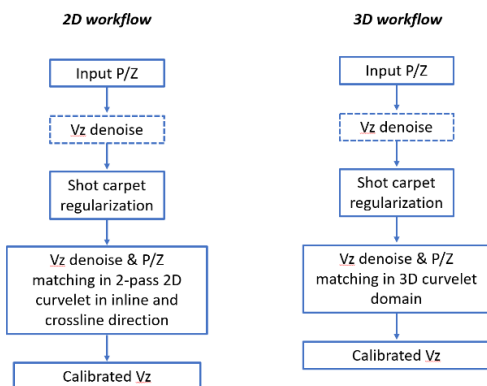 2D workflow
Input P/Z
Vz denoise
Shot carpet
regularization
Vz denoise & P/Z
matching in 2-pass 2D
curvelet in inline and
crossline direction
Calibrated Vz
3D workflow
Input P/Z
Vz denoise
Shot carpet
regularization
Vz denoise & P/Z
matching in 3D curvelet
domain
Calibrated Vz